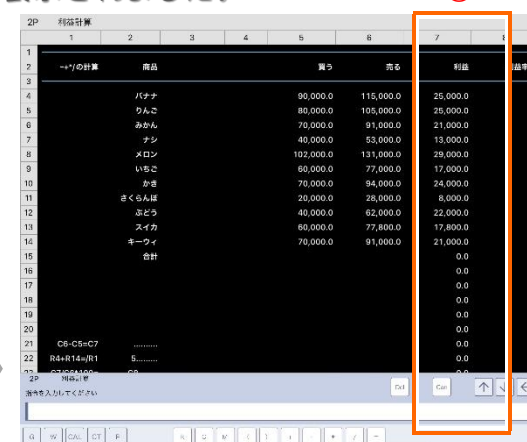 2P 利益計算
1 2 3 4 5 6 7 8
1
2 -+*/の計算 商品 買う 売る 利益
3
4 バナナ 90,000.0 115,000.0 25,000.0
5 りんご 80,000.0 105,000.0 25,000.0
6 みかん 70,000.0 91,000.0 21,000.0
7 ナシ 40,000.0 53,000.0 13,000.0
8 メロン 102,000.0 131,000.0 29,000.0
9 いちご 60,000.0 77,000.0 17,000.0
10 かき 70,000.0 94,000.0 24,000.0
11 さくらんぼ 20,000.0 28,000.0 8,000.0
12 ぶどう 40,000.0 62,000.0 22,000.0
13 スイカ 60,000.0 77,800.0 17,800.0
14 キーウィ 70,000.0 91,000.0 21,000.0
15 合計 0.0
16 0.0
17 0.0
18 0.0
19 0.0
20 0.0
21 C6-C5=C7 ......... 0.0
22 R4+R14=/R1 5......... 0.0
2P 利益計算
指令を入力してください Del Can ↑ ↓ ←
G W CAL CT P